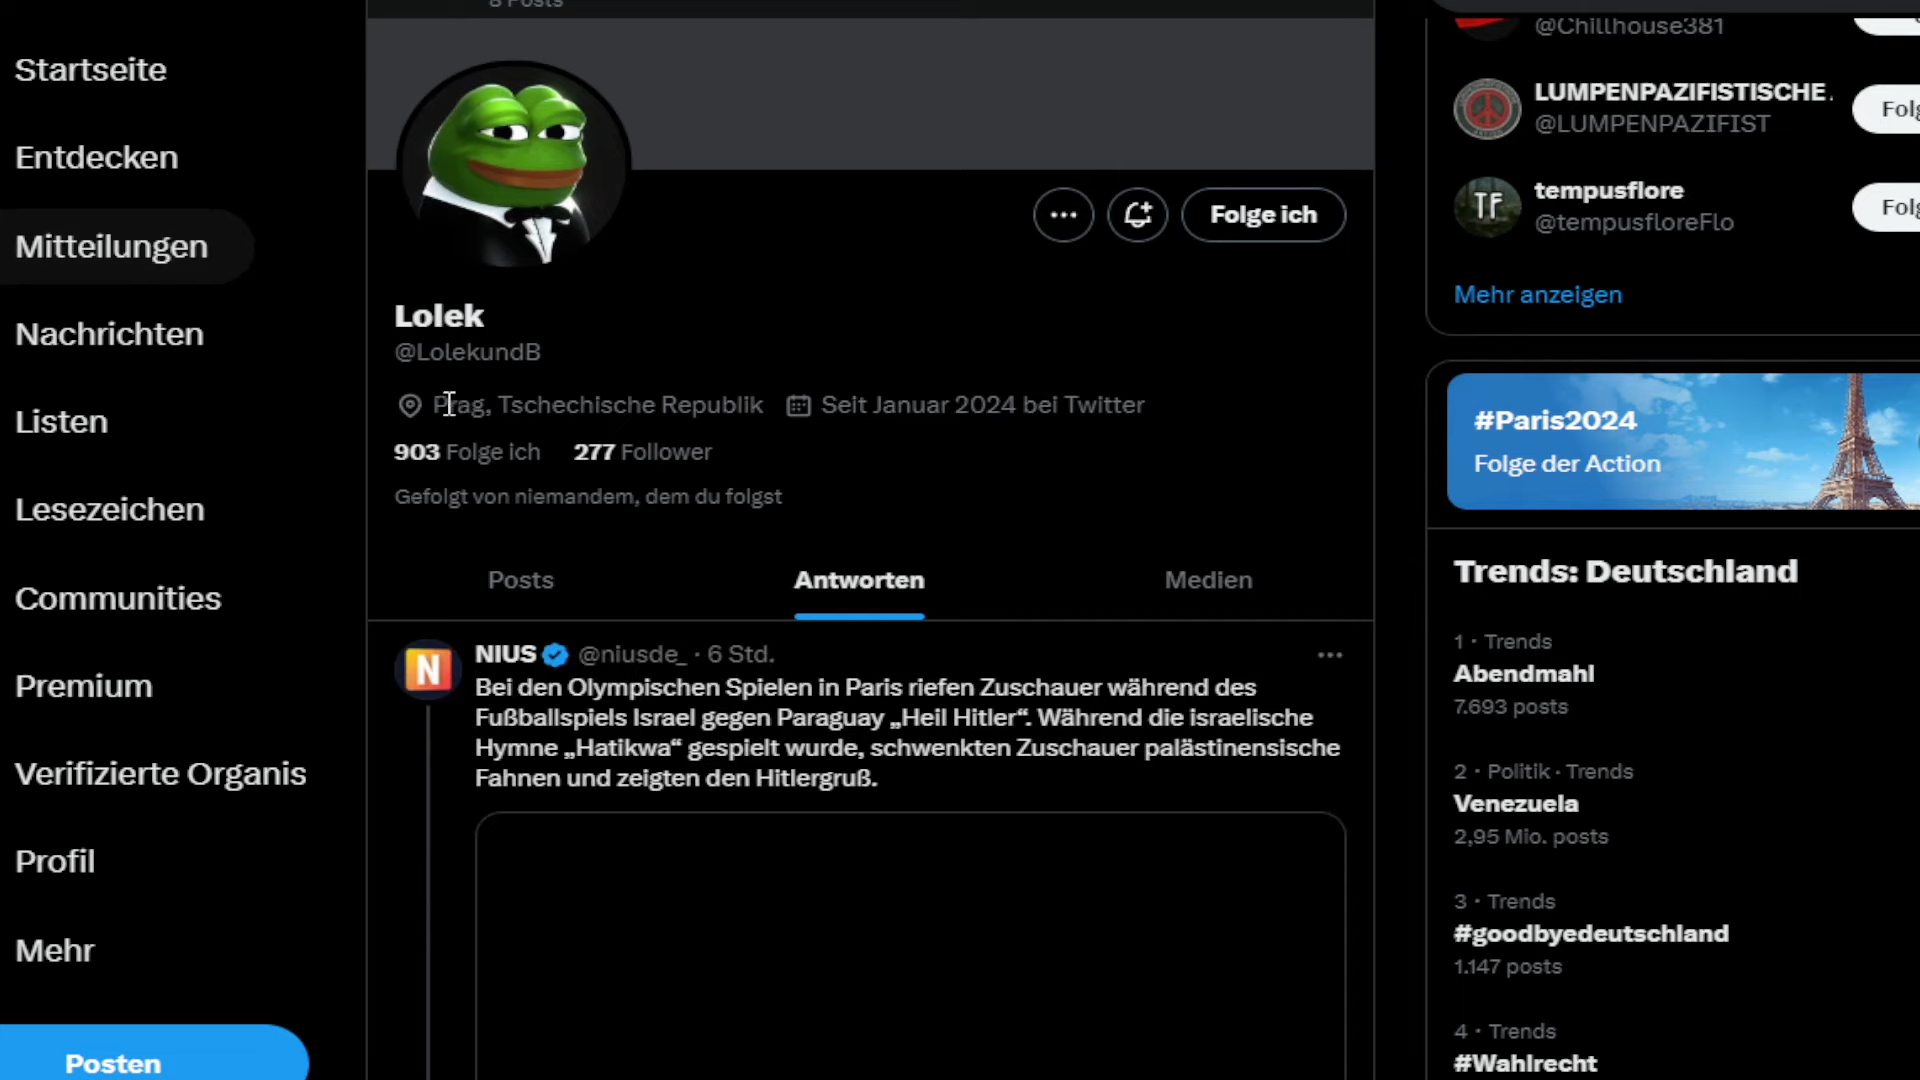 8 Posts
Startseite
Entdecken
Mitteilungen
Nachrichten
Listen
Lesezeichen
Communities
Premium
Verifizierte Organis
Profil
Mehr
Posten
Folge ich
Lolek
@LolekundB
Prag, Tschechische Republik Seit Januar 2024 bei Twitter
903 Folge ich 277 Follower
Gefolgt von niemandem, dem du folgst
Posts Antworten Medien
N
NIUS @niusde_ · 6 Std.
Bei den Olympischen Spielen in Paris riefen Zuschauer während des
Fußballspiels Israel gegen Paraguay „Heil Hitler“. Während die israelische
Hymne „Hatikwa“ gespielt wurde, schwenkten Zuschauer palästinensische
Fahnen und zeigten den Hitlergruß.
@Chillhouse381
LUMPENPAZIFISTISCHE
@LUMPENPAZIFIST
Folg
TF
tempusflore
@tempusfloreFlo
Folg
Mehr anzeigen
#Paris2024
Folge der Action
Trends: Deutschland
1 · Trends
Abendmahl
7.693 posts
2 · Politik · Trends
Venezuela
2,95 Mio. posts
3 · Trends
#goodbyedeutschland
1.147 posts
4 · Trends
#Wahlrecht